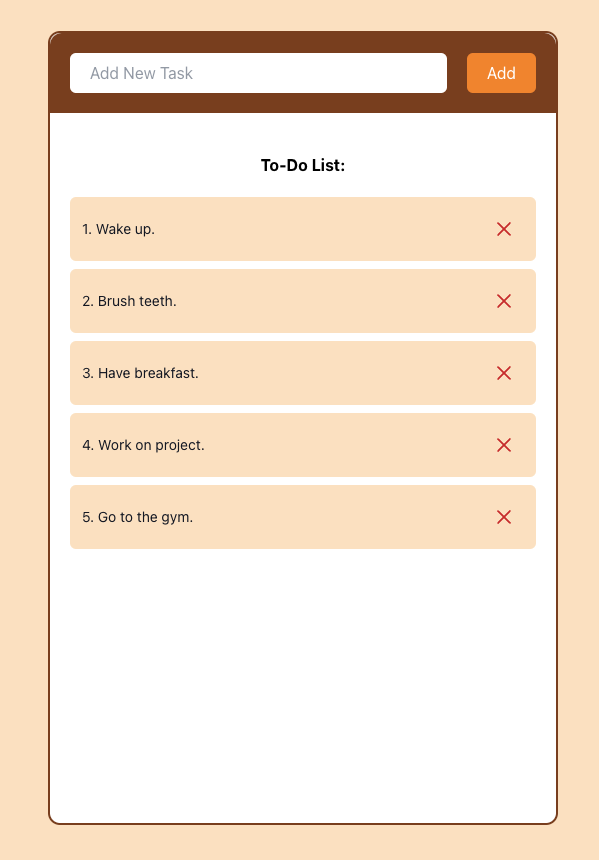 Add New Task
Add
To-Do List:
1. Wake up.
2. Brush teeth.
3. Have breakfast.
4. Work on project.
5. Go to the gym.